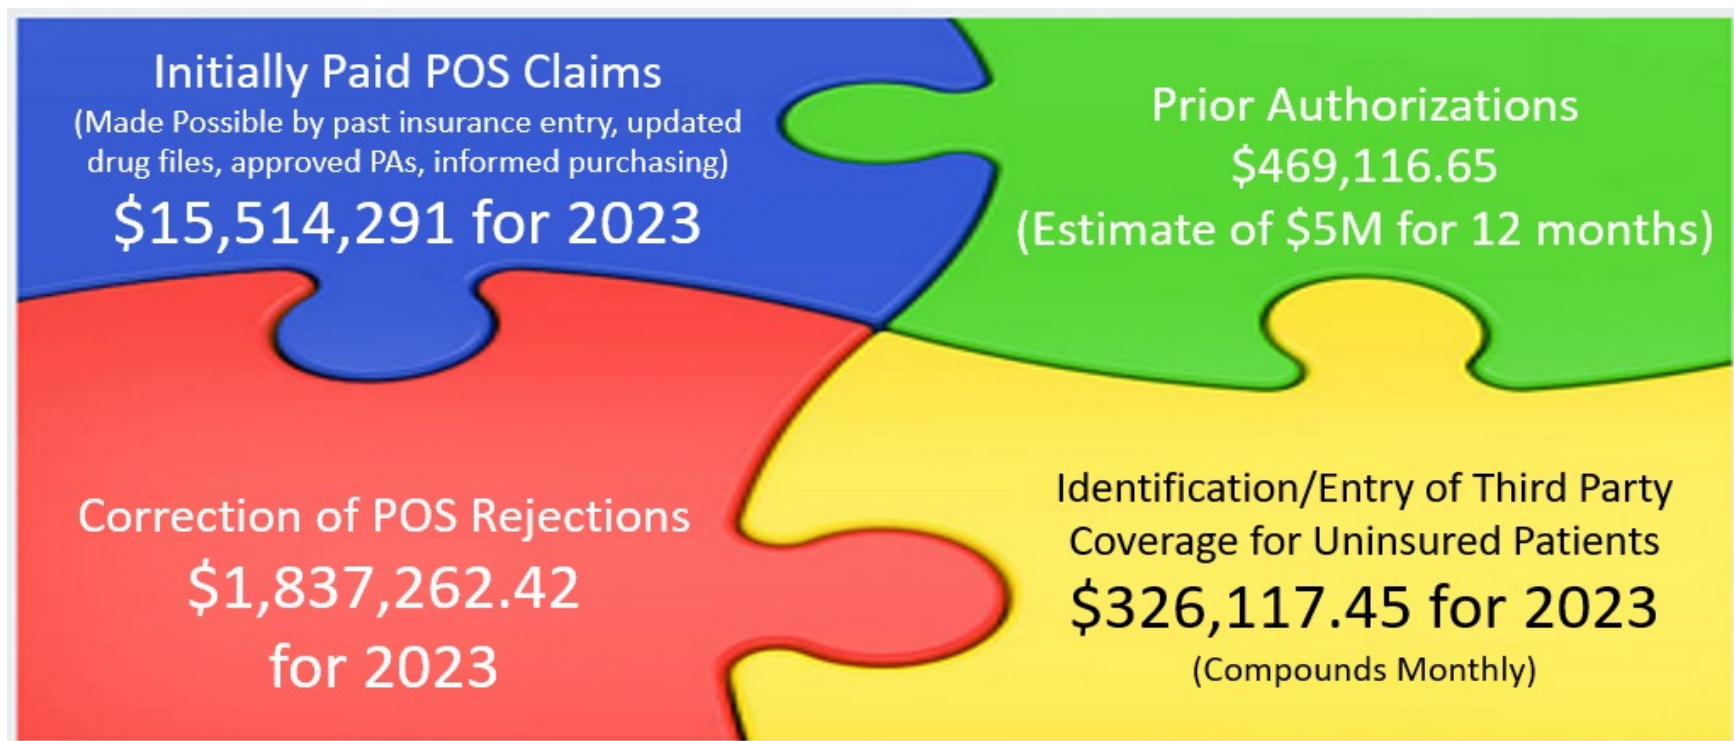 Initially Paid POS Claims
(Made Possible by past insurance entry, updated
drug files, approved PAs, informed purchasing)
$15,514,291 for 2023
Prior Authorizations
$469,116.65
(Estimate of $5M for 12 months)
Correction of POS Rejections
$1,837,262.42
for 2023
Identification/Entry of Third Party
Coverage for Uninsured Patients
$326,117.45 for 2023
(Compounds Monthly)